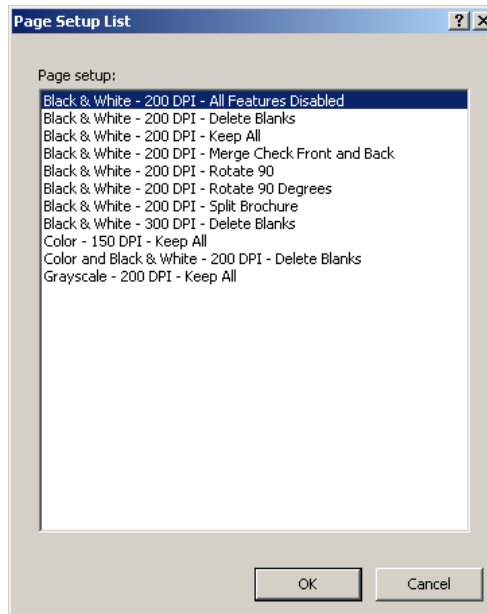 Page Setup List
Page setup:
Black & White - 200 DPI - All Features Disabled
Black & White - 200 DPI - Delete Blanks
Black & White - 200 DPI - Keep All
Black & White - 200 DPI - Merge Check Front and Back
Black & White - 200 DPI - Rotate 90
Black & White - 200 DPI - Rotate 90 Degrees
Black & White - 200 DPI - Split Brochure
Black & White - 300 DPI - Delete Blanks
Color - 150 DPI - Keep All
Color and Black & White - 200 DPI - Delete Blanks
Grayscale - 200 DPI - Keep All
OK Cancel